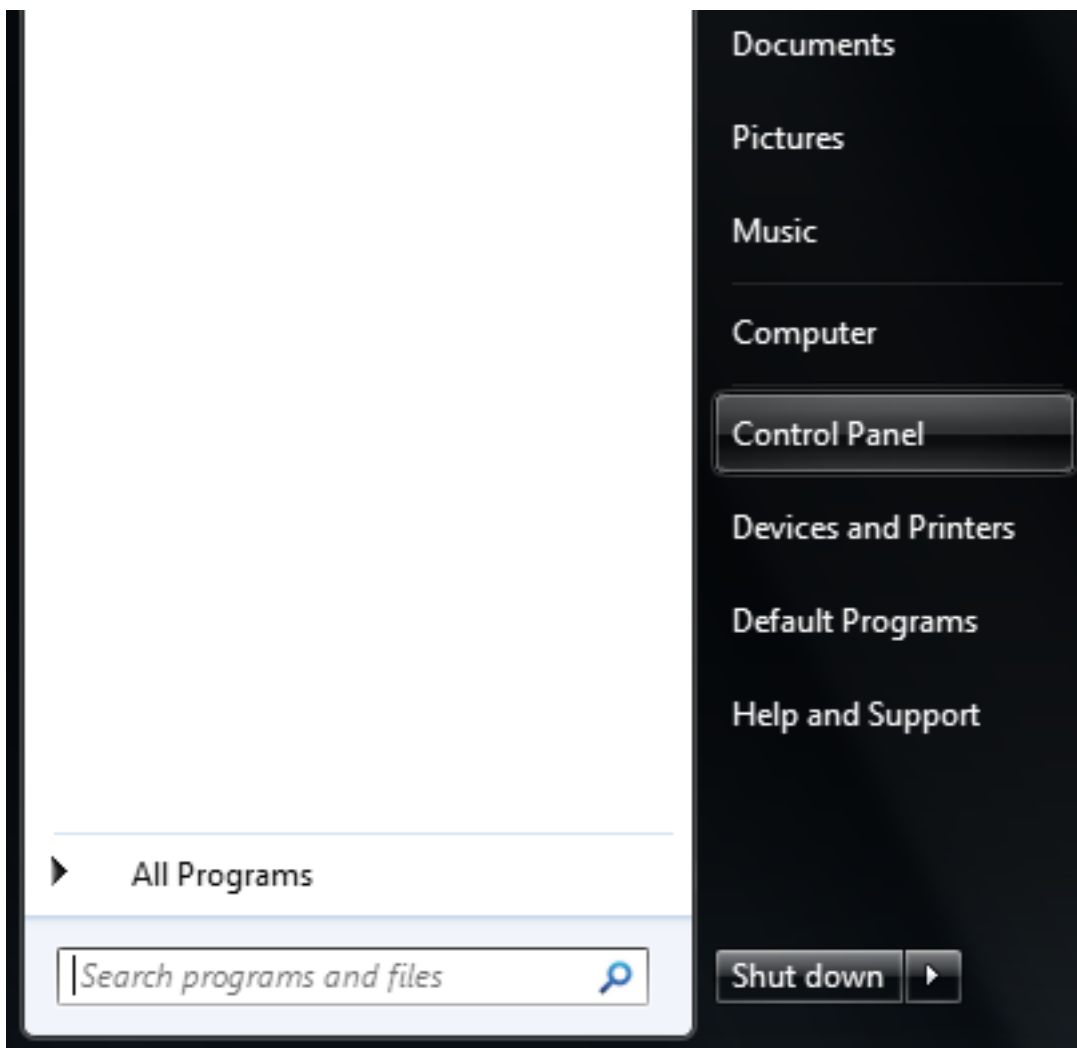 Documents
Pictures
Music
Computer
Control Panel
Devices and Printers
Default Programs
Help and Support
All Programs
Search programs and files
Shut down